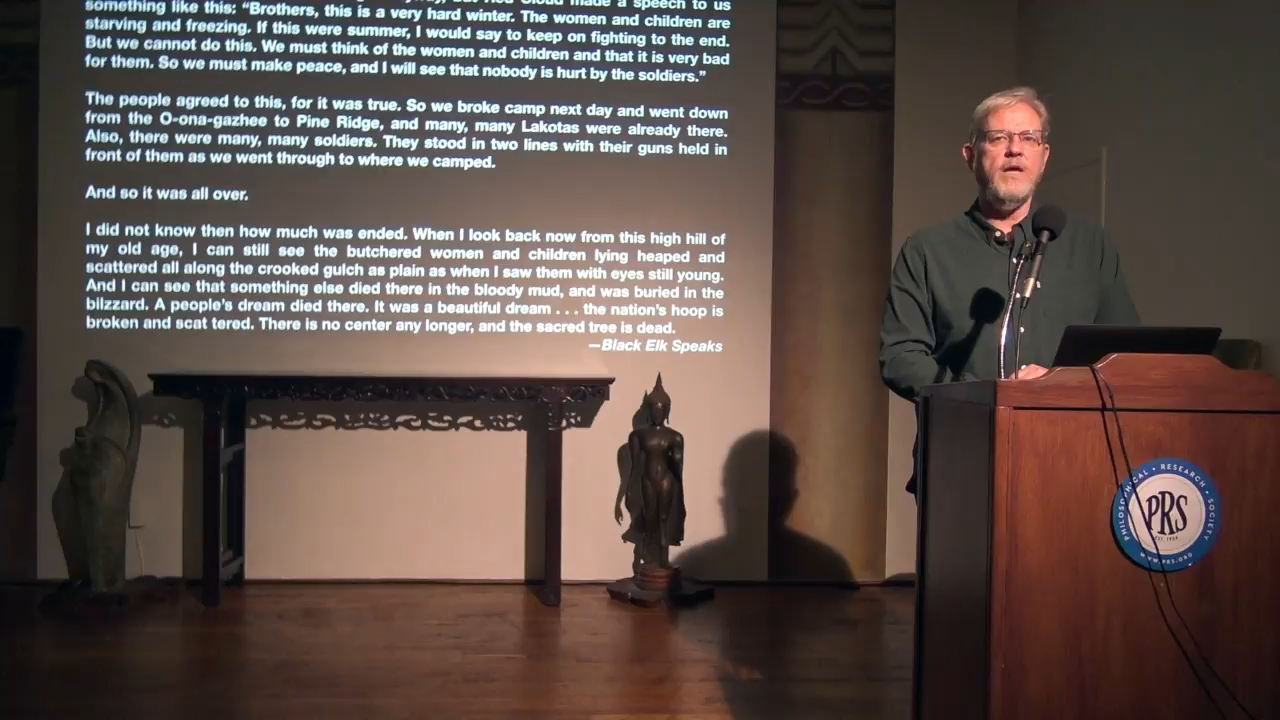 made a speech to us
something like this: “Brothers, this is a very hard winter. The women and children are
starving and freezing. If this were summer, I would say to keep on fighting to the end.
But we cannot do this. We must think of the women and children and that it is very bad
for them. So we must make peace, and I will see that nobody is hurt by the soldiers.”
The people agreed to this, for it was true. So we broke camp next day and went down
from the O-ona-gazhee to Pine Ridge, and many, many Lakotas were already there.
Also, there were many, many soldiers. They stood in two lines with their guns held in
front of them as we went through to where we camped.
And so it was all over.
I did not know then how much was ended. When I look back now from this high hill of
my old age, I can still see the butchered women and children lying heaped and
scattered all along the crooked gulch as plain as when I saw them with eyes still young.
And I can see that something else died there in the bloody mud, and was buried in the
bilzzard. A people’s dream died there. It was a beautiful dream . . . the nation’s hoop is
broken and scat tered. There is no center any longer, and the sacred tree is dead.
—Black Elk Speaks
PHILOSOPHICAL • RESEARCH • SOCIETY
PRS
EST. 1934
WWW.PRS.ORG